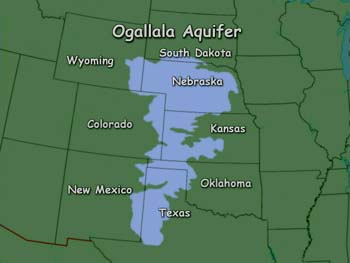 Ogallala Aquifer
South Dakota
Wyoming
Nebraska
Colorado
Kansas
New Mexico
Oklahoma
Texas